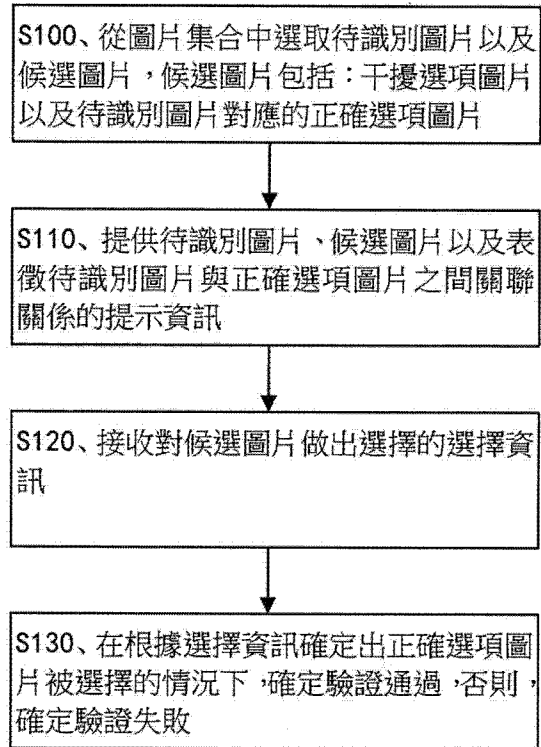 S100、從圖片集合中選取待識別圖片以及
候選圖片，候選圖片包括：干擾選項圖片
以及待識別圖片對應的正確選項圖片
S110、提供待識別圖片、候選圖片以及表
徵待識別圖片與正確選項圖片之間關聯
關係的提示資訊
S120、接收對候選圖片做出選擇的選擇資
訊
S130、在根據選擇資訊確定出正確選項圖
片被選擇的情況下，確定驗證通過，否則，
確定驗證失敗